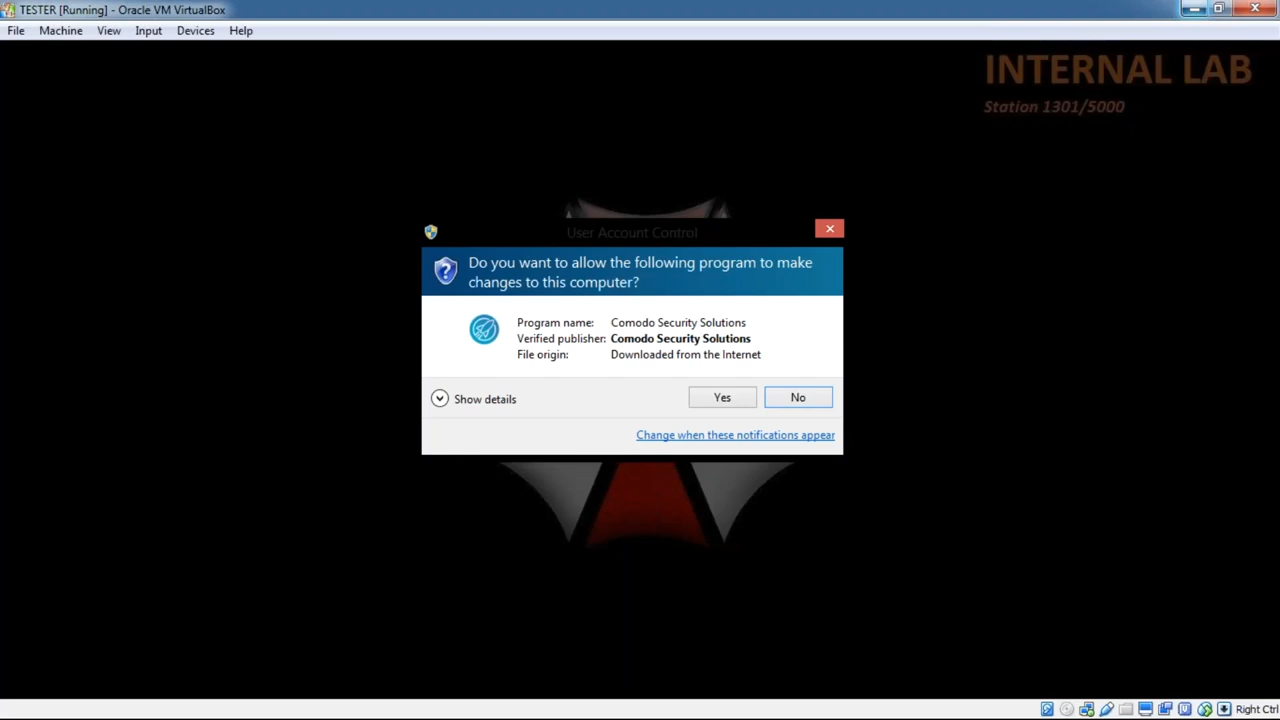 TESTER [Running] - Oracle VM VirtualBox
File Machine View Input Devices Help
INTERNAL LAB
Station 1301/5000
User Account Control
Do you want to allow the following program to make
changes to this computer?
Program name: Comodo Security Solutions
Verified publisher: Comodo Security Solutions
File origin: Downloaded from the Internet
Show details
Yes
No
Change when these notifications appear
Right Ctrl